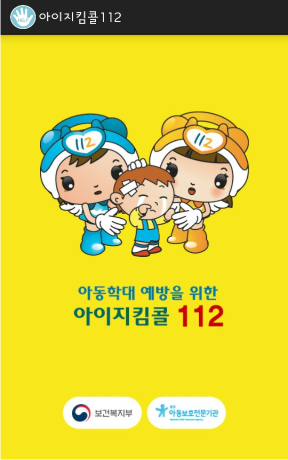 아이지킴콜112
112
112
아동학대 예방을 위한
아이지킴콜 112
보건복지부
아동보호전문기관